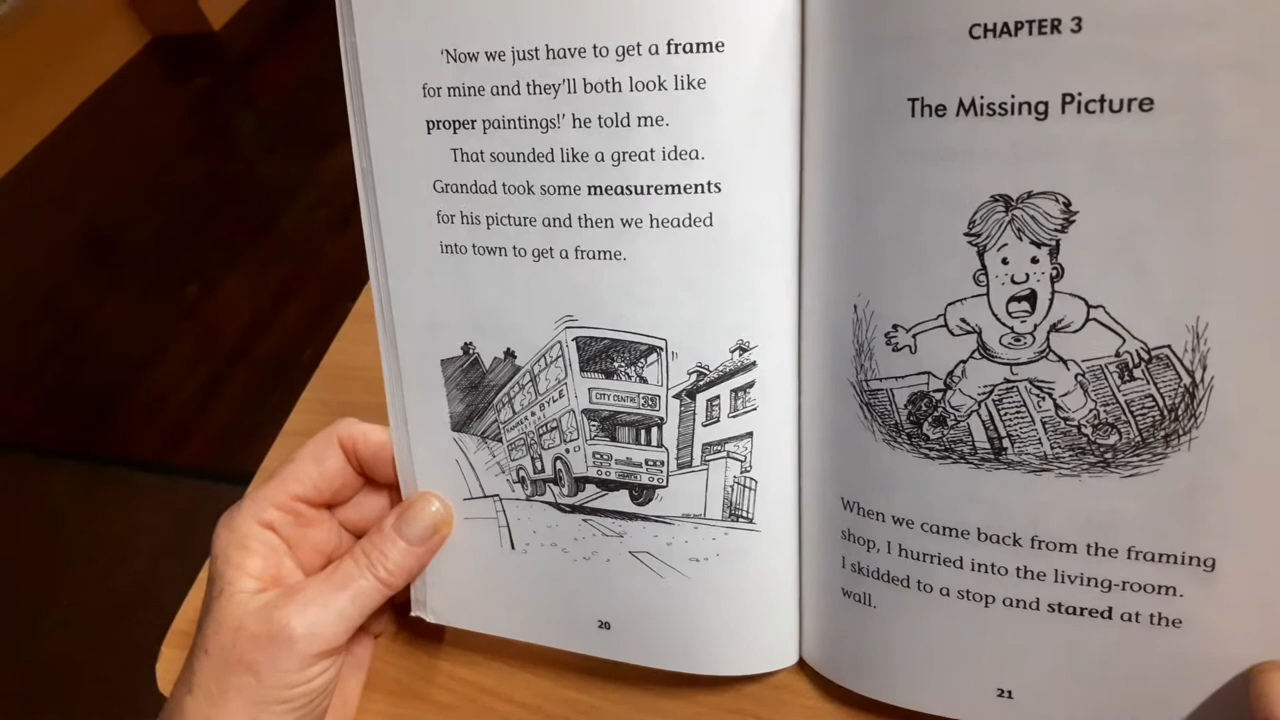 ‘Now we just have to get a frame
for mine and they’ll both look like
proper paintings!’ he told me.
That sounded like a great idea.
Grandad took some measurements
for his picture and then we headed
into town to get a frame.
CITY CENTRE 33
KANKER & BYLE
20
CHAPTER 3
The Missing Picture
When we came back from the framing
shop, I hurried into the living-room.
I skidded to a stop and stared at the
wall.
21